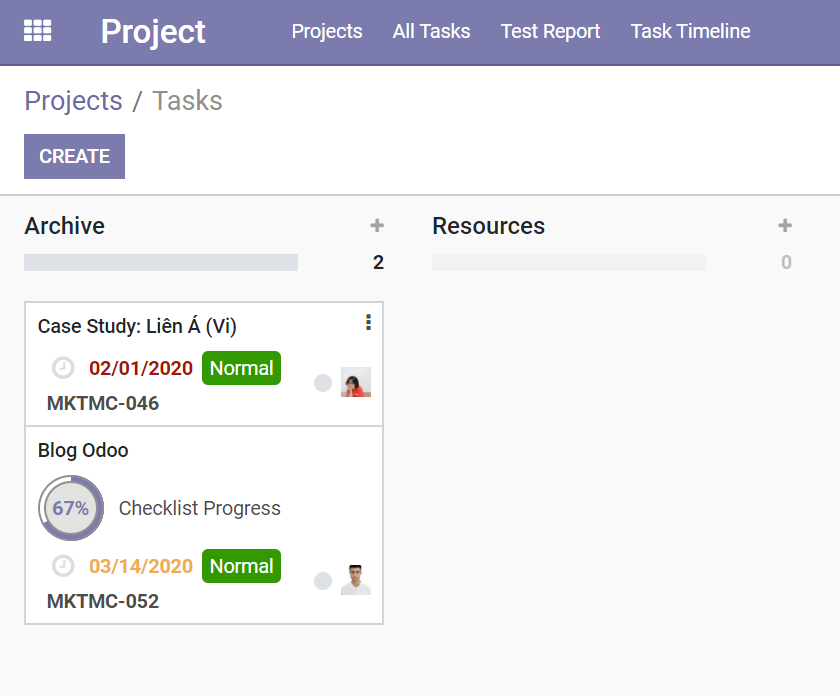 Project Projects All Tasks Test Report Task Timeline
Projects / Tasks
CREATE
Archive +
2
Resources +
0
Case Study: Liên Á (Vi)
02/01/2020 Normal
MKTMC-046
Blog Odoo
67% Checklist Progress
03/14/2020 Normal
MKTMC-052